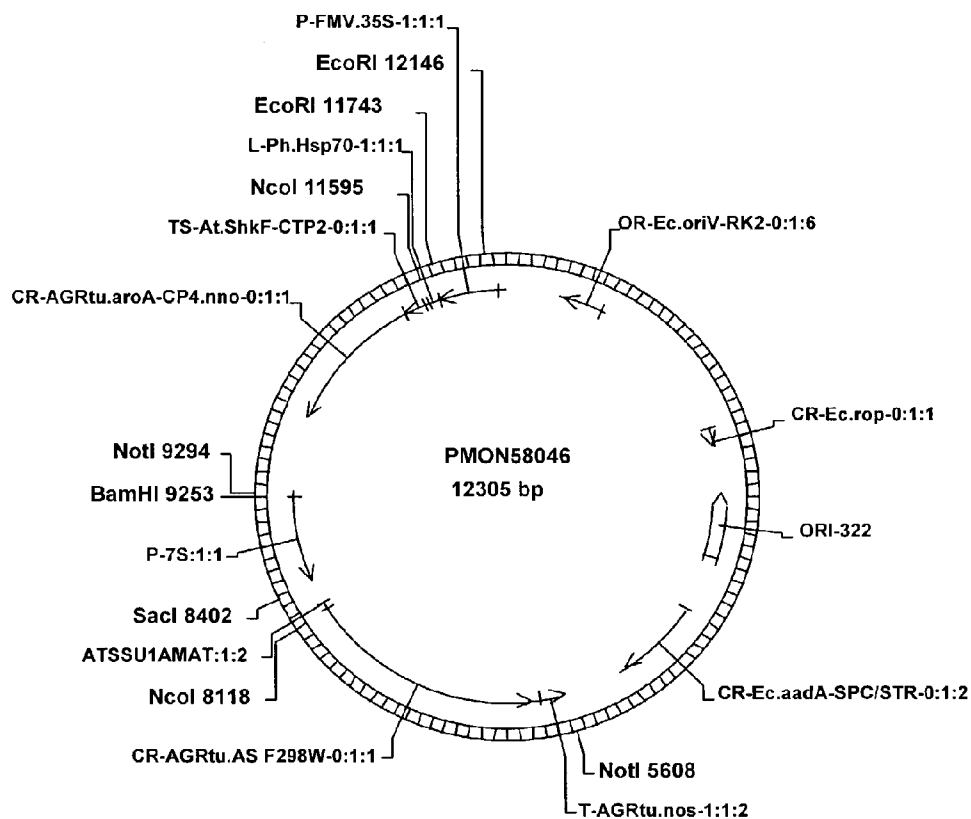 P-FMV.35S-1:1:1
EcoRI 12146
EcoRI 11743
L-Ph.Hsp70-1:1:1
NcoI 11595
TS-At.ShkF-CTP2-0:1:1
OR-Ec.oriV-RK2-0:1:6
CR-AGRtu.aroA-CP4.nno-0:1:1
CR-Ec.rop-0:1:1
NotI 9294
PMON58046
BamHI 9253
12305 bp
ORI-322
P-7S:1:1
SacI 8402
ATSSU1AMAT:1:2
NcoI 8118
CR-Ec.aadA-SPC/STR-0:1:2
CR-AGRtu.AS F298W-0:1:1
NotI 5608
T-AGRtu.nos-1:1:2